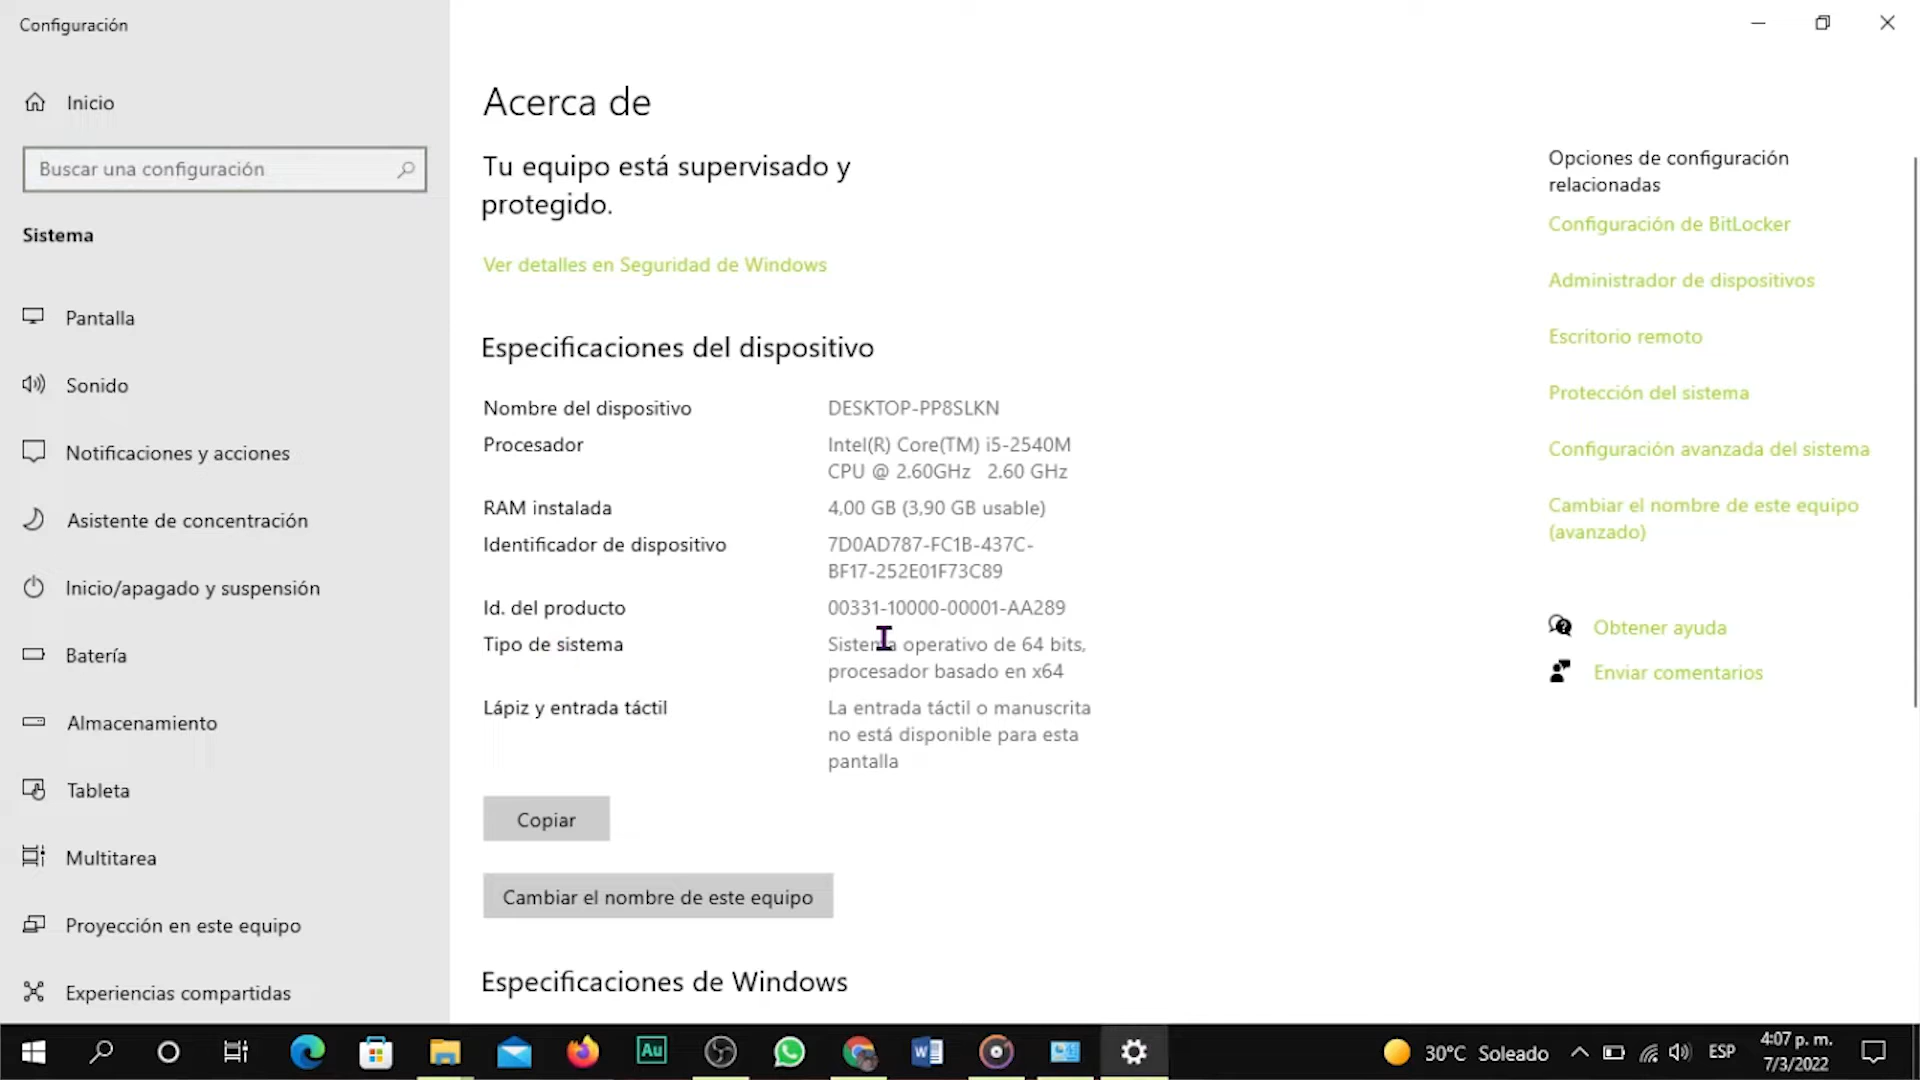 Configuración
Inicio
Buscar una configuración
Sistema
Pantalla
Sonido
Notificaciones y acciones
Asistente de concentración
Inicio/apagado y suspensión
Batería
Almacenamiento
Tableta
Multitarea
Proyección en este equipo
Experiencias compartidas
Acerca de
Tu equipo está supervisado y
protegido.
Ver detalles en Seguridad de Windows
Especificaciones del dispositivo
Nombre del dispositivo DESKTOP-PP8SLKN
Procesador Intel(R) Core(TM) i5-2540M
CPU @ 2.60GHz 2.60 GHz
RAM instalada 4,00 GB (3,90 GB usable)
Identificador de dispositivo 7D0AD787-FC1B-437C-
BF17-252E01F73C89
Id. del producto 00331-10000-00001-AA289
Tipo de sistema Sistema operativo de 64 bits,
procesador basado en x64
Lápiz y entrada táctil La entrada táctil o manuscrita
no está disponible para esta
pantalla
Copiar
Cambiar el nombre de este equipo
Especificaciones de Windows
Opciones de configuración
relacionadas
Configuración de BitLocker
Administrador de dispositivos
Escritorio remoto
Protección del sistema
Configuración avanzada del sistema
Cambiar el nombre de este equipo
(avanzado)
Obtener ayuda
Enviar comentarios
Au
W
30°C Soleado
ESP
4:07 p. m.
7/3/2022